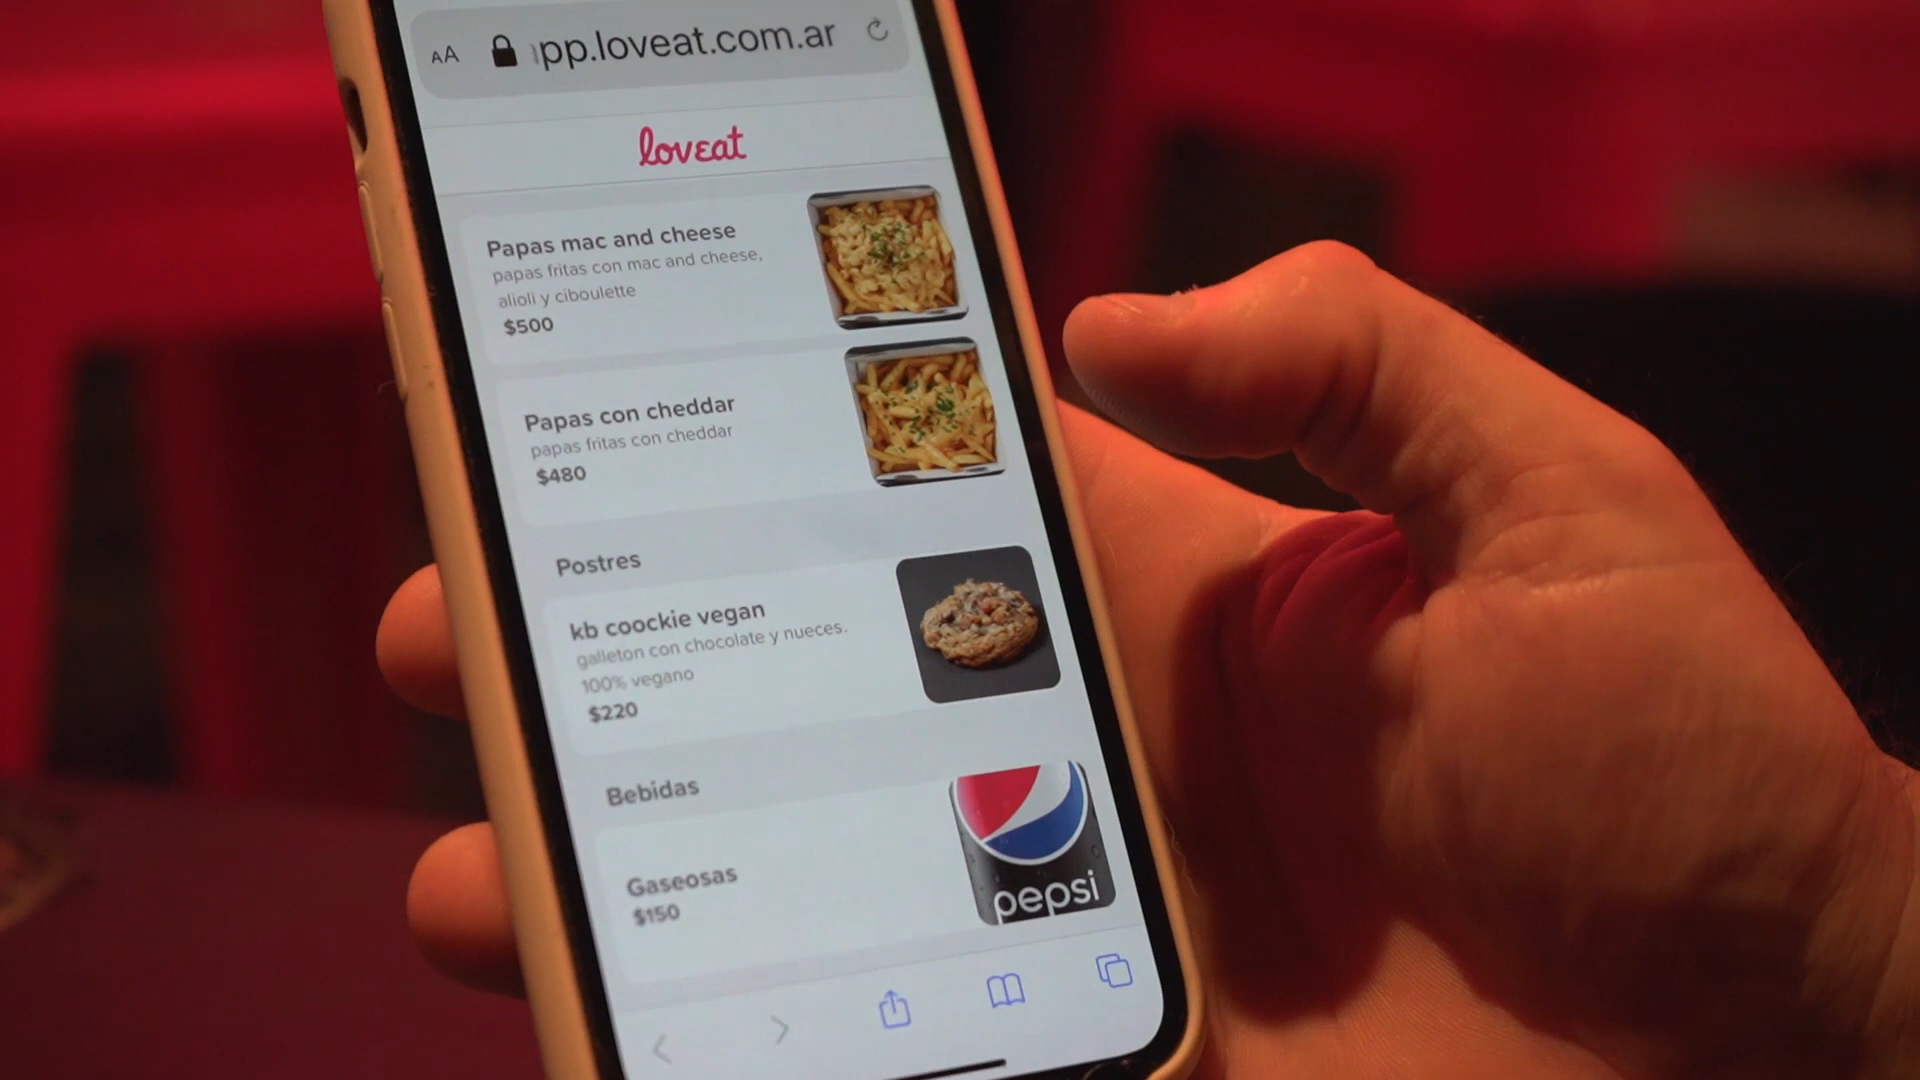 AA pp.loveat.com.ar
loveat
Papas mac and cheese
papas fritas con mac and cheese,
alioli y ciboulette
$500
Papas con cheddar
papas fritas con cheddar
$480
Postres
kb coockie vegan
galleton con chocolate y nueces.
100% vegano
$220
Bebidas
Gaseosas
$150
pepsi